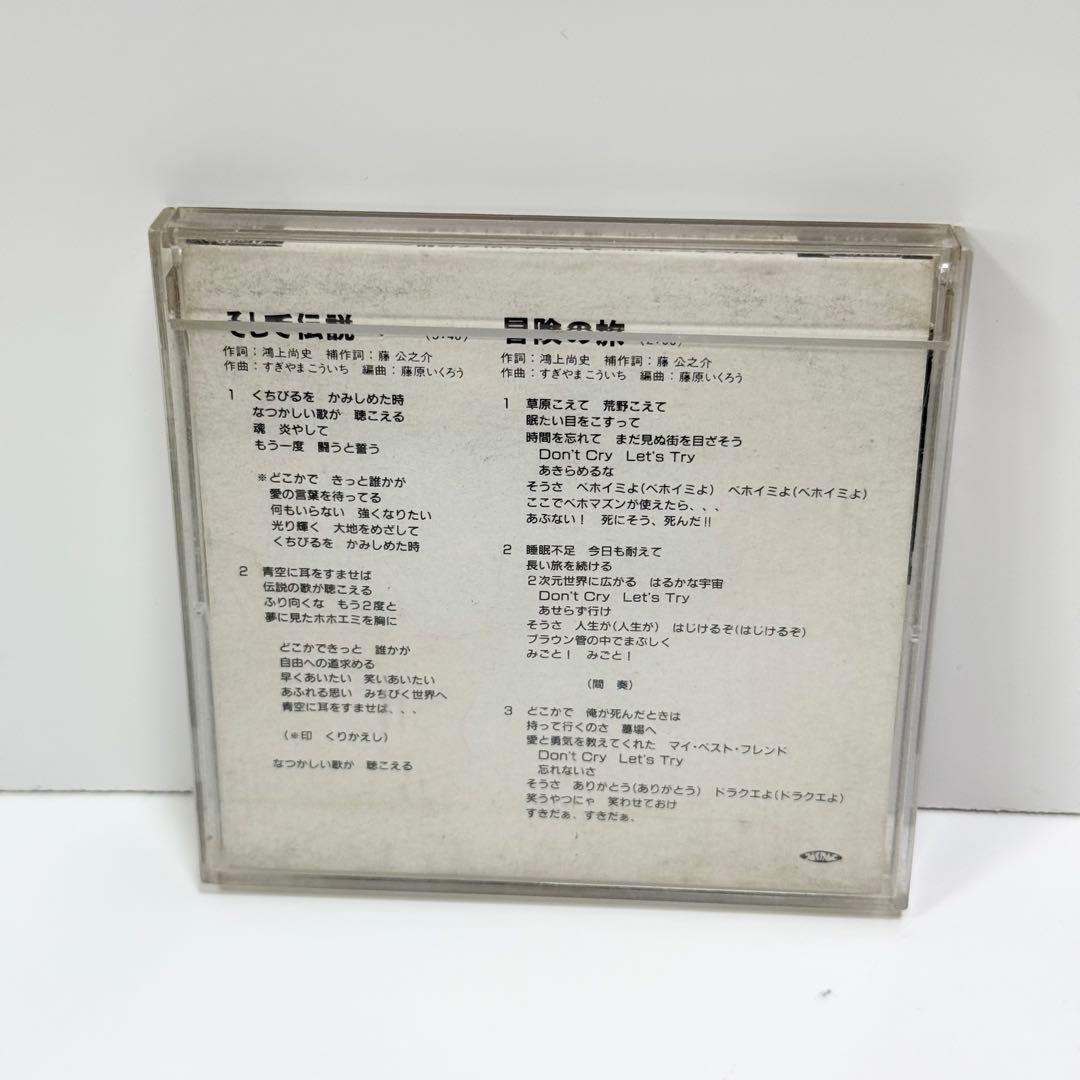 そして伝説
作詞：鴻上尚史　補作詞：藤 公之介
作曲：すぎやまこういち　編曲：藤原いくろう
1　くちびるを　かみしめた時
なつかしい歌が　聴こえる
魂　炎やして
もう一度　闘うと誓う
※どこかで　きっと誰かが
愛の言葉を待ってる
何もいらない　強くなりたい
光り輝く　大地をめざして
くちびるを　かみしめた時
2　青空に耳をすませば
伝説の歌が聴こえる
ふり向くな　もう2度と
夢に見たホホエミを胸に
どこかできっと　誰かが
自由への道求める
早くあいたい　笑いあいたい
あふれる思い　みちびく世界へ
青空に耳をすませば、、、
（※印　くりかえし）
なつかしい歌が　聴こえる
冒険の旅
作詞：鴻上尚史　補作詞：藤 公之介
作曲：すぎやまこういち　編曲：藤原いくろう
1　草原こえて　荒野こえて
眠たい目をこすって
時間を忘れて　まだ見ぬ街を目ざそう
Don't Cry　Let's Try
あきらめるな
そうさ　ベホイミよ(ベホイミよ)　ベホイミよ(ベホイミよ)
ここでベホマズンが使えたら、、、
あぶない！　死にそう、死んだ!!
2　睡眠不足　今日も耐えて
長い旅を続ける
2次元世界に広がる　はるかな宇宙
Don't Cry　Let's Try
あせらず行け
そうさ　人生が(人生が)　はじけるぞ(はじけるぞ)
ブラウン管の中でまぶしく
みごと！　みごと！
（間　奏）
3　どこかで　俺が死んだときは
持って行くのさ　墓場へ
愛と勇気を教えてくれた　マイ・ベスト・フレンド
Don't Cry　Let's Try
忘れないさ
そうさ　ありがとう(ありがとう)　ドラクエよ(ドラクエよ)
笑うやつにゃ　笑わせておけ
すきだぁ、すきだぁ、